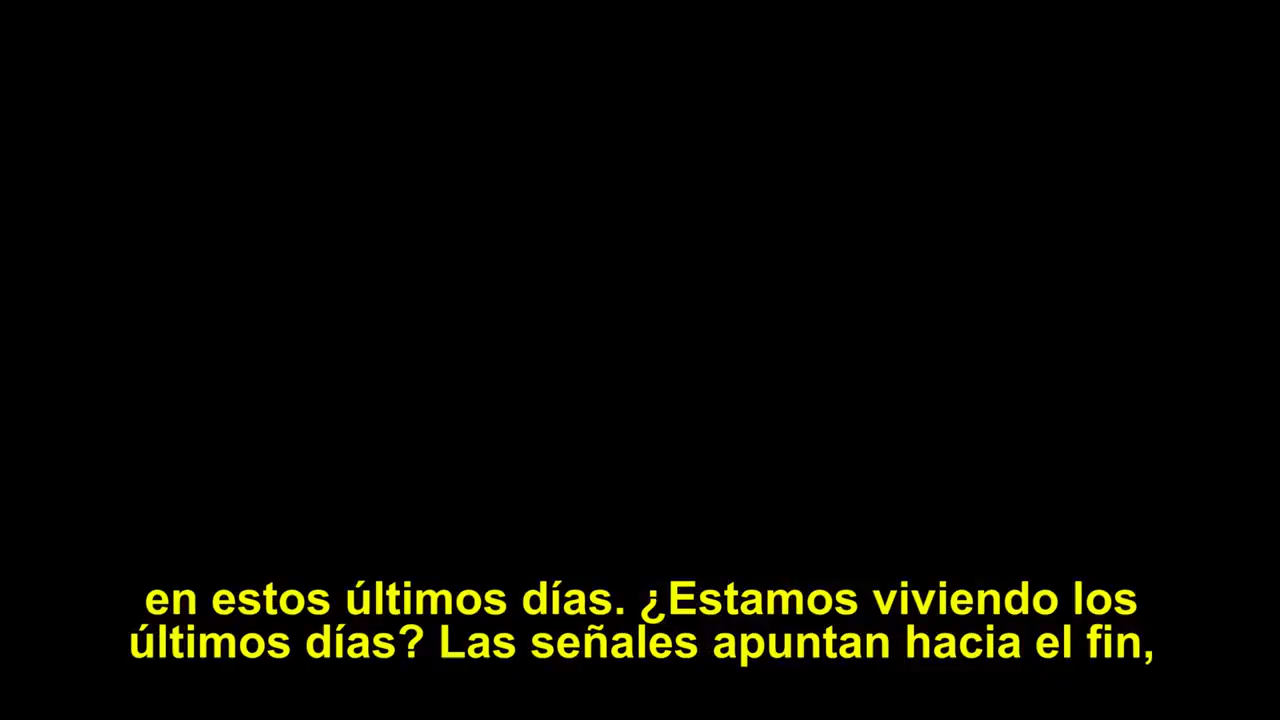 en estos últimos días. ¿Estamos viviendo los
últimos días? Las señales apuntan hacia el fin,